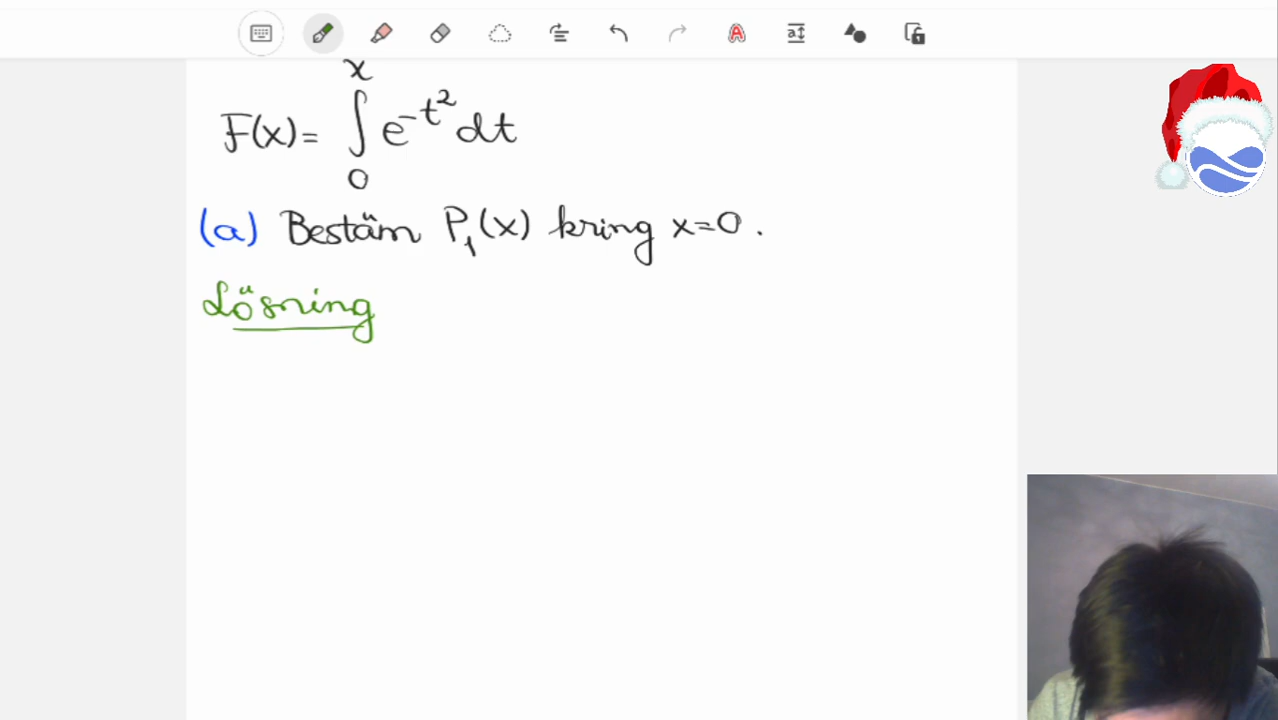 F(x) = ∫₀ˣ e^{-t²} dt
(a) Bestäm P₁(x) kring x=0.
Lösning